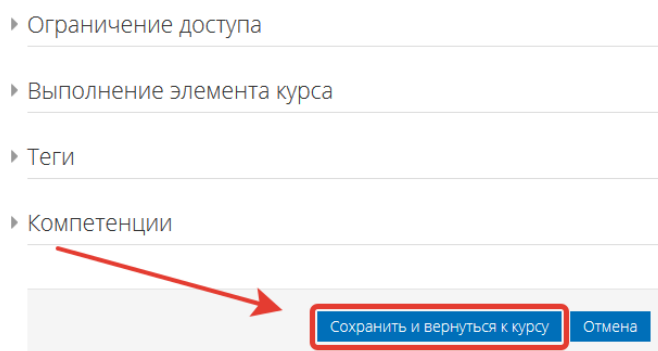 Ограничение доступа
Выполнение элемента курса
Теги
Компетенции
Сохранить и вернуться к курсу Отмена